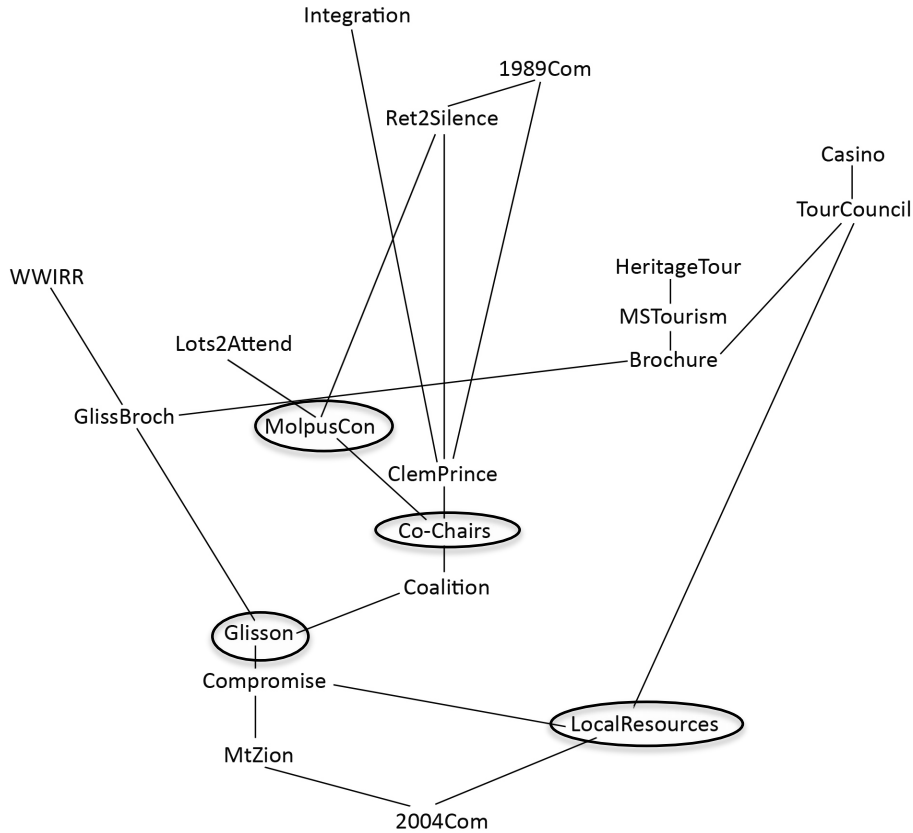 Integration
1989Com
Ret2Silence
Casino
TourCouncil
HeritageTour
WWIRR
MSTourism
Lots2Attend
Brochure
GlissBroch
MolpusCon
ClemPrince
Co-Chairs
Coalition
Glisson
Compromise
LocalResources
MtZion
2004Com